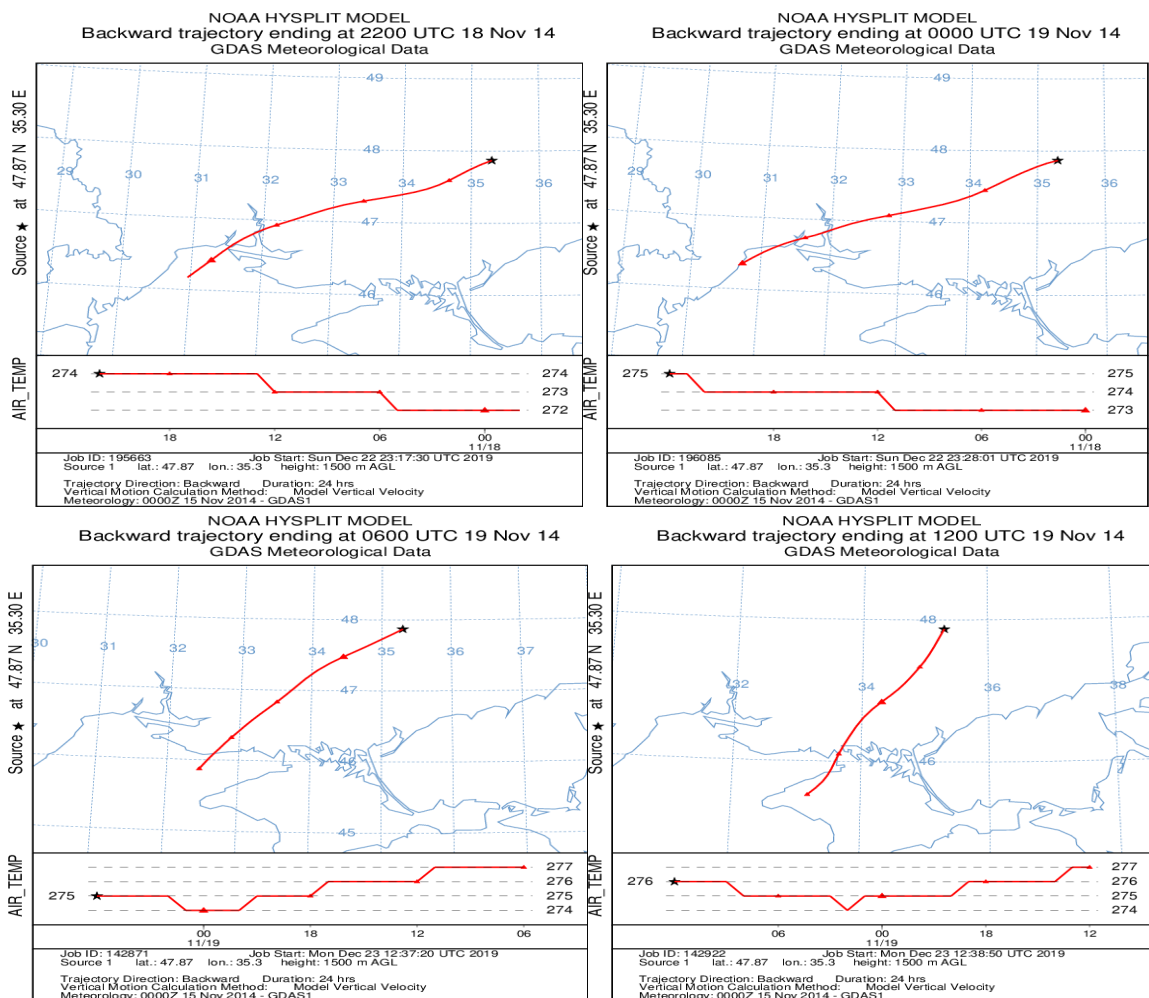 NOAA HYSPLIT MODEL
Backward trajectory ending at 2200 UTC 18 Nov 14
GDAS Meteorological Data
Source ★ at 47.87 N 35.30 E
49
48
29 30 31 32 33 34 35 36
47
46
AIR_TEMP
274 274
273
272
18 12 06 00
11/18
Job ID: 195663 Job Start: Sun Dec 22 23:17:30 UTC 2019
Source 1 lat.: 47.87 lon.: 35.3 height: 1500 m AGL
Trajectory Direction: Backward Duration: 24 hrs
Vertical Motion Calculation Method: Model Vertical Velocity
Meteorology: 0000Z 15 Nov 2014 - GDAS1
NOAA HYSPLIT MODEL
Backward trajectory ending at 0000 UTC 19 Nov 14
GDAS Meteorological Data
Source ★ at 47.87 N 35.30 E
49
48
29 30 31 32 33 34 35 36
47
46
AIR_TEMP
275 275
274
273
18 12 06 00
11/18
Job ID: 196085 Job Start: Sun Dec 22 23:28:01 UTC 2019
Source 1 lat.: 47.87 lon.: 35.3 height: 1500 m AGL
Trajectory Direction: Backward Duration: 24 hrs
Vertical Motion Calculation Method: Model Vertical Velocity
Meteorology: 0000Z 15 Nov 2014 - GDAS1
NOAA HYSPLIT MODEL
Backward trajectory ending at 0600 UTC 19 Nov 14
GDAS Meteorological Data
Source ★ at 47.87 N 35.30 E
48
30 31 32 33 34 35 36 37
47
46
45
AIR_TEMP
277
276
275 275
274
00 18 12 06
11/19
Job ID: 142871 Job Start: Mon Dec 23 12:37:20 UTC 2019
Source 1 lat.: 47.87 lon.: 35.3 height: 1500 m AGL
Trajectory Direction: Backward Duration: 24 hrs
Vertical Motion Calculation Method: Model Vertical Velocity
Meteorology: 0000Z 15 Nov 2014 - GDAS1
NOAA HYSPLIT MODEL
Backward trajectory ending at 1200 UTC 19 Nov 14
GDAS Meteorological Data
Source ★ at 47.87 N 35.30 E
48
32 34 36 38
46
AIR_TEMP
277
276 276
275
274
06 00 18 12
11/19
Job ID: 142922 Job Start: Mon Dec 23 12:38:50 UTC 2019
Source 1 lat.: 47.87 lon.: 35.3 height: 1500 m AGL
Trajectory Direction: Backward Duration: 24 hrs
Vertical Motion Calculation Method: Model Vertical Velocity
Meteorology: 0000Z 15 Nov 2014 - GDAS1